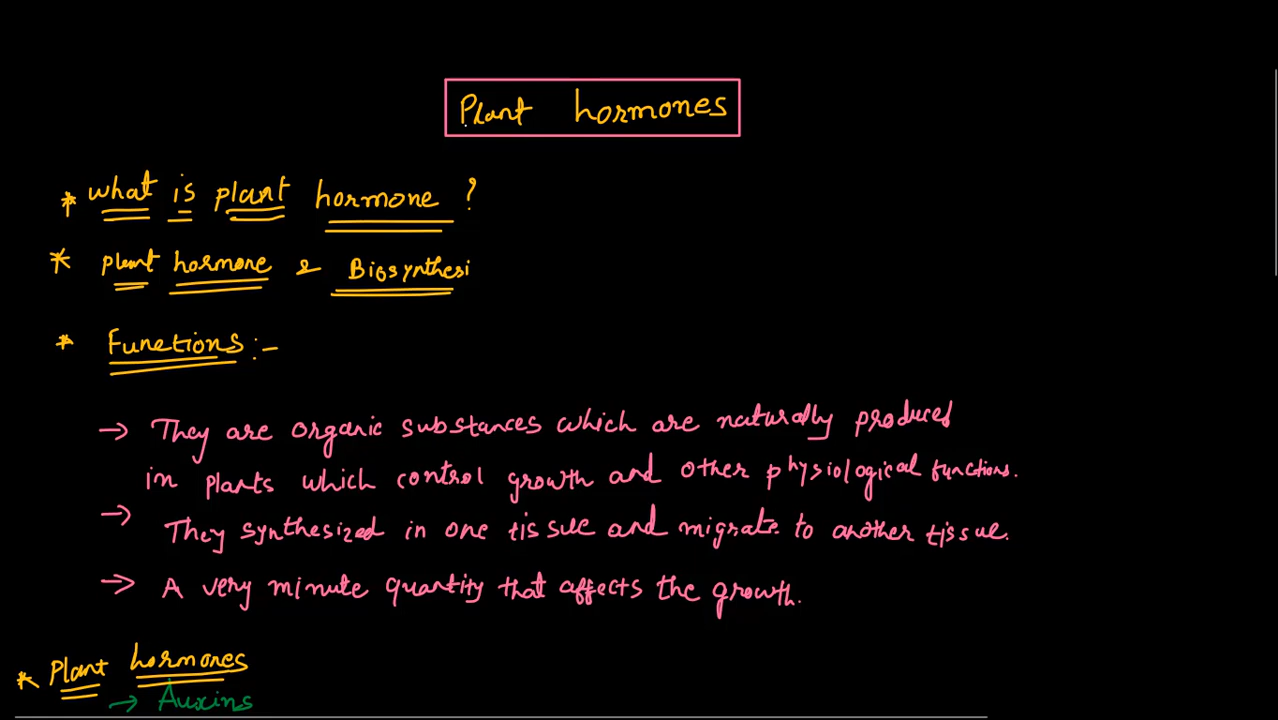 Plant hormones
* what is plant hormone ?
* plant hormone & Biosynthesi
* Functions :-
→ They are organic substances which are naturally produced
in plants which control growth and other physiological functions.
→ They synthesized in one tissue and migrate to another tissue.
→ A very minute quantity that affects the growth.
* Plant hormones
→ Auxins